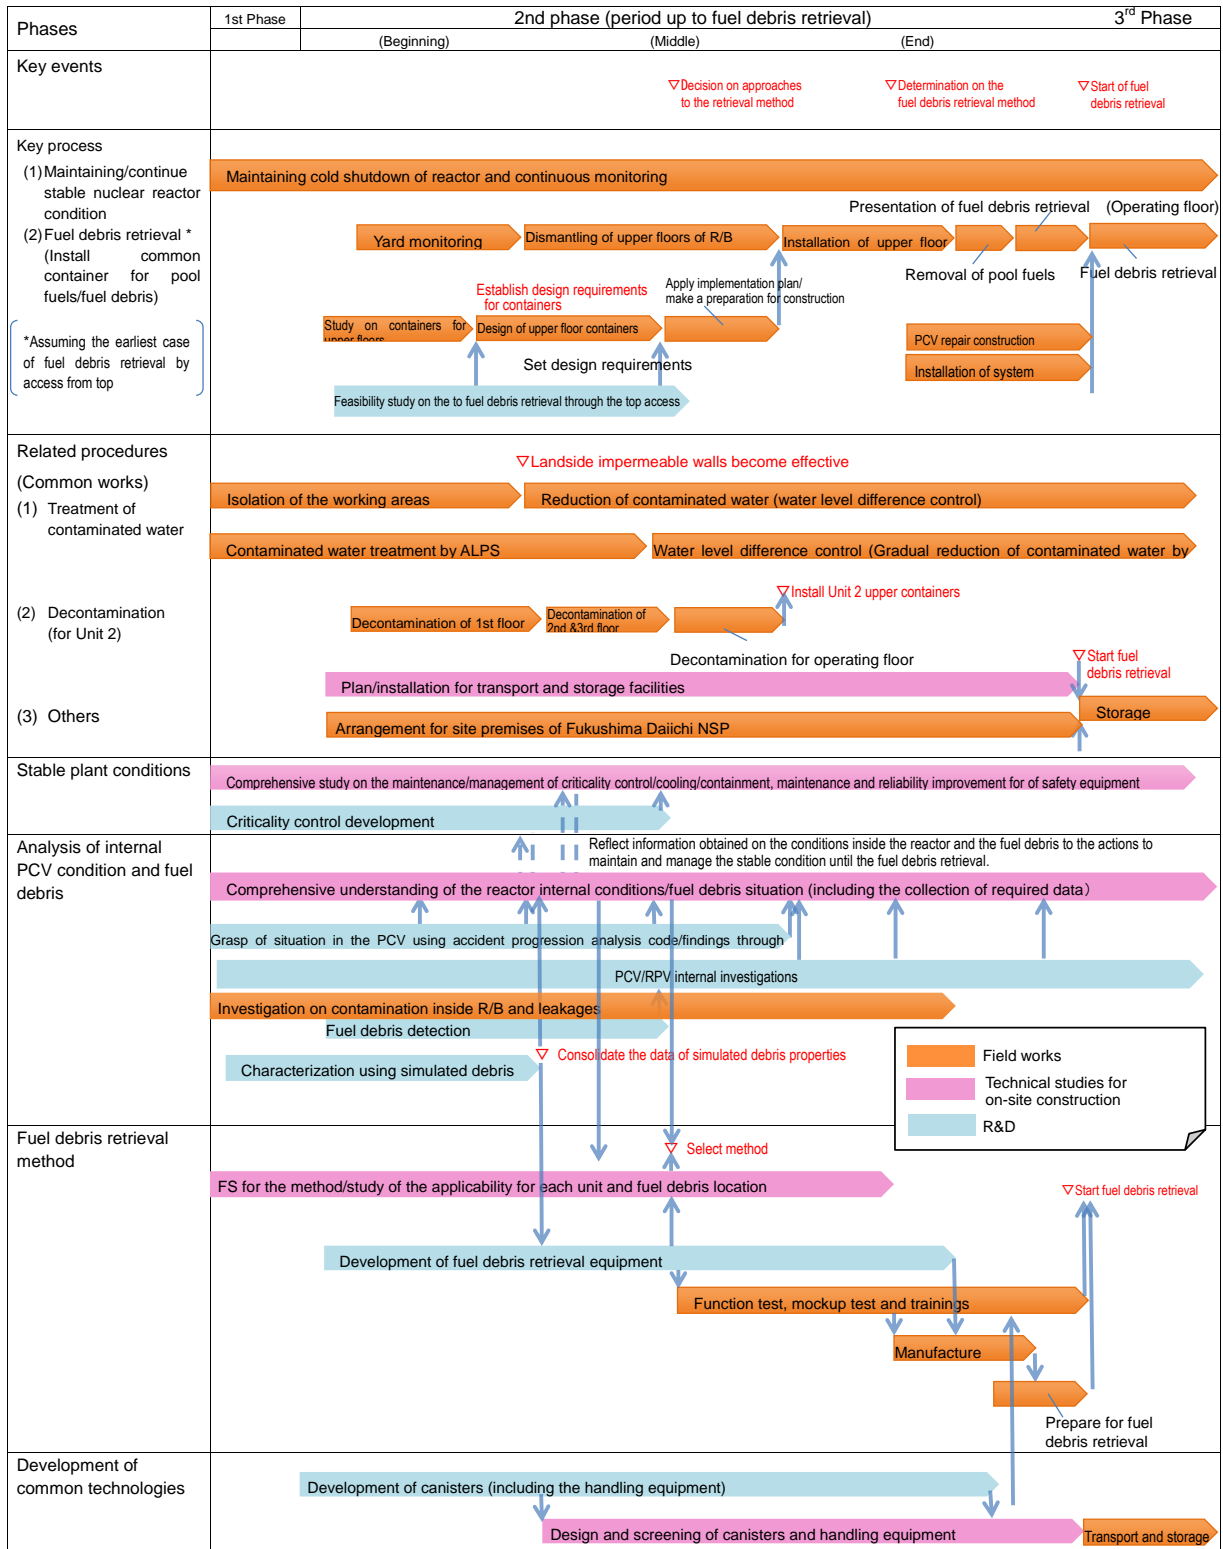 Phases
1st Phase
2nd phase (period up to fuel debris retrieval)
3rd Phase
(Beginning)
(Middle)
(End)
Key events
▽Decision on approaches
to the retrieval method
▽Determination on the
fuel debris retrieval method
▽Start of fuel
debris retrieval
Key process
(1) Maintaining/continue
stable nuclear reactor
condition
(2) Fuel debris retrieval *
(Install common
container for pool
fuels/fuel debris)
*Assuming the earliest case
of fuel debris retrieval by
access from top
Maintaining cold shutdown of reactor and continuous monitoring
Presentation of fuel debris retrieval
(Operating floor)
Yard monitoring
Dismantling of upper floors of R/B
Installation of upper floor
Removal of pool fuels
Fuel debris retrieval
Establish design requirements
for containers
Apply implementation plan/
make a preparation for construction
Study on containers for
upper floors
Design of upper floor containers
PCV repair construction
Set design requirements
Installation of system
Feasibility study on the to fuel debris retrieval through the top access
Related procedures
(Common works)
(1) Treatment of
contaminated water
(2) Decontamination
(for Unit 2)
(3) Others
▽Landside impermeable walls become effective
Isolation of the working areas
Reduction of contaminated water (water level difference control)
Contaminated water treatment by ALPS
Water level difference control (Gradual reduction of contaminated water by
▽Install Unit 2 upper containers
Decontamination of 1st floor
Decontamination of
2nd &3rd floor
Decontamination for operating floor
▽Start fuel
debris retrieval
Plan/installation for transport and storage facilities
Storage
Arrangement for site premises of Fukushima Daiichi NSP
Stable plant conditions
Comprehensive study on the maintenance/management of criticality control/cooling/containment, maintenance and reliability improvement for of safety equipment
Criticality control development
Analysis of internal
PCV condition and fuel
debris
Reflect information obtained on the conditions inside the reactor and the fuel debris to the actions to
maintain and manage the stable condition until the fuel debris retrieval.
Comprehensive understanding of the reactor internal conditions/fuel debris situation (including the collection of required data)
Grasp of situation in the PCV using accident progression analysis code/findings through
PCV/RPV internal investigations
Investigation on contamination inside R/B and leakages
Fuel debris detection
▽ Consolidate the data of simulated debris properties
Characterization using simulated debris
Field works
Technical studies for
on-site construction
R&D
Fuel debris retrieval
method
▽ Select method
FS for the method/study of the applicability for each unit and fuel debris location
▽Start fuel debris retrieval
Development of fuel debris retrieval equipment
Function test, mockup test and trainings
Manufacture
Prepare for fuel
debris retrieval
Development of
common technologies
Development of canisters (including the handling equipment)
Design and screening of canisters and handling equipment
Transport and storage